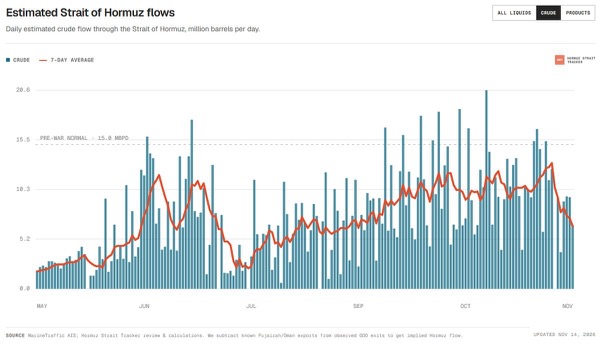 Estimated Strait of Hormuz flows
ALL LIQUIDS CRUDE PRODUCTS
Daily estimated crude flow through the Strait of Hormuz, million barrels per day.
CRUDE 7-DAY AVERAGE
HORMUZ STRAIT
TRACKER
20.6
PRE-WAR NORMAL · 15.0 MBPD
15.5
10.3
5.2
0.0
MAY JUN JUL SEP OCT NOV
SOURCE MarineTraffic AIS; Hormuz Strait Tracker review & calculations. We subtract known Fujairah/Oman exports from observed GOO exits to get implied Hormuz flow.
UPDATED NOV 14, 2026